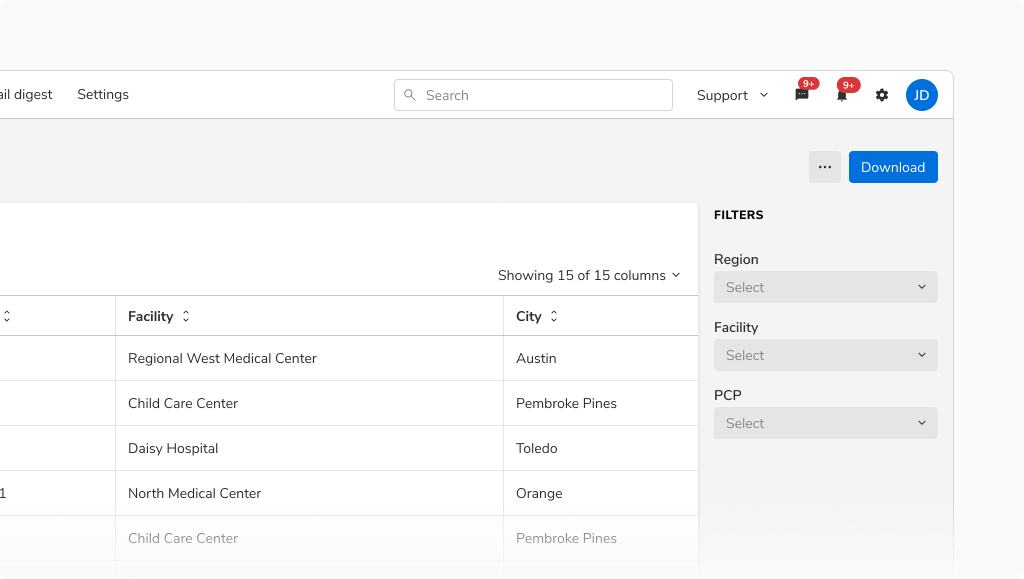 ail digest Settings Search Support 9+ 9+ JD
... Download
FILTERS
Region
Showing 15 of 15 columns
Select
Facility City
Facility
Select
Regional West Medical Center Austin
PCP
Child Care Center Pembroke Pines
Select
Daisy Hospital Toledo
1 North Medical Center Orange
Child Care Center Pembroke Pines